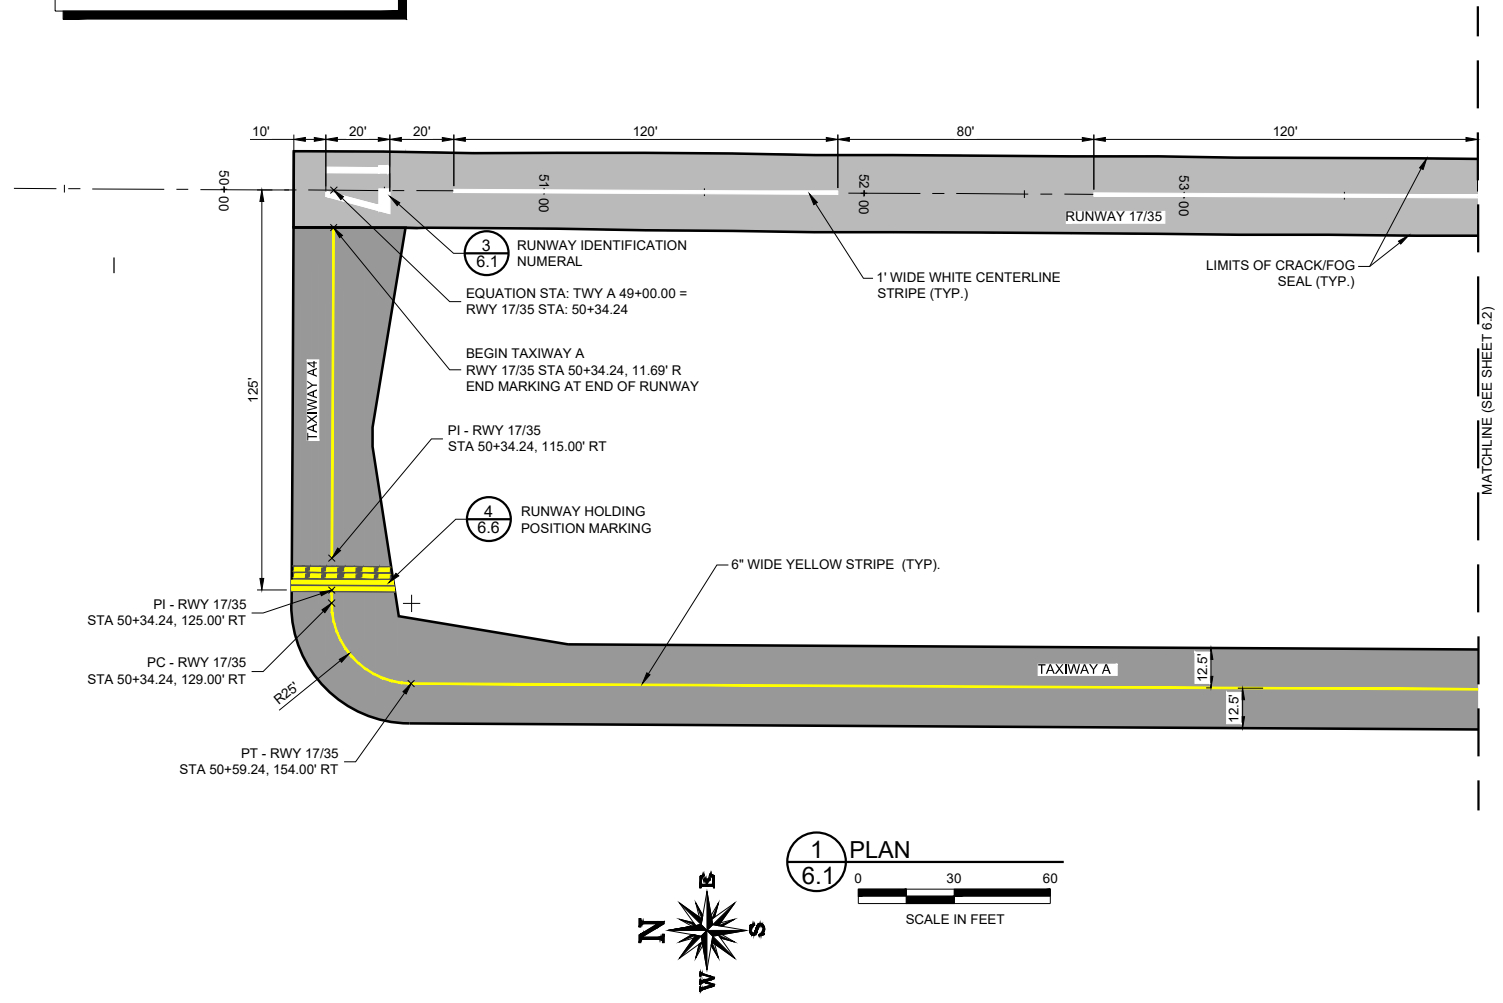 10'
20'
20'
120'
80'
120'
50+00
51+00
52+00
53+00
RUNWAY 17/35
3
6.1
RUNWAY IDENTIFICATION
NUMERAL
EQUATION STA: TWY A 49+00.00 =
RWY 17/35 STA: 50+34.24
BEGIN TAXIWAY A
RWY 17/35 STA 50+34.24, 11.69' R
END MARKING AT END OF RUNWAY
1' WIDE WHITE CENTERLINE
STRIPE (TYP.)
LIMITS OF CRACK/FOG
SEAL (TYP.)
MATCHLINE (SEE SHEET 6.2)
125'
TAXIWAY A4
PI - RWY 17/35
STA 50+34.24, 115.00' RT
4
6.6
RUNWAY HOLDING
POSITION MARKING
6" WIDE YELLOW STRIPE (TYP).
PI - RWY 17/35
STA 50+34.24, 125.00' RT
PC - RWY 17/35
STA 50+34.24, 129.00' RT
R25'
PT - RWY 17/35
STA 50+59.24, 154.00' RT
TAXIWAY A
12.5'
12.5'
1
6.1
PLAN
0 30 60
SCALE IN FEET
E
N
S
W